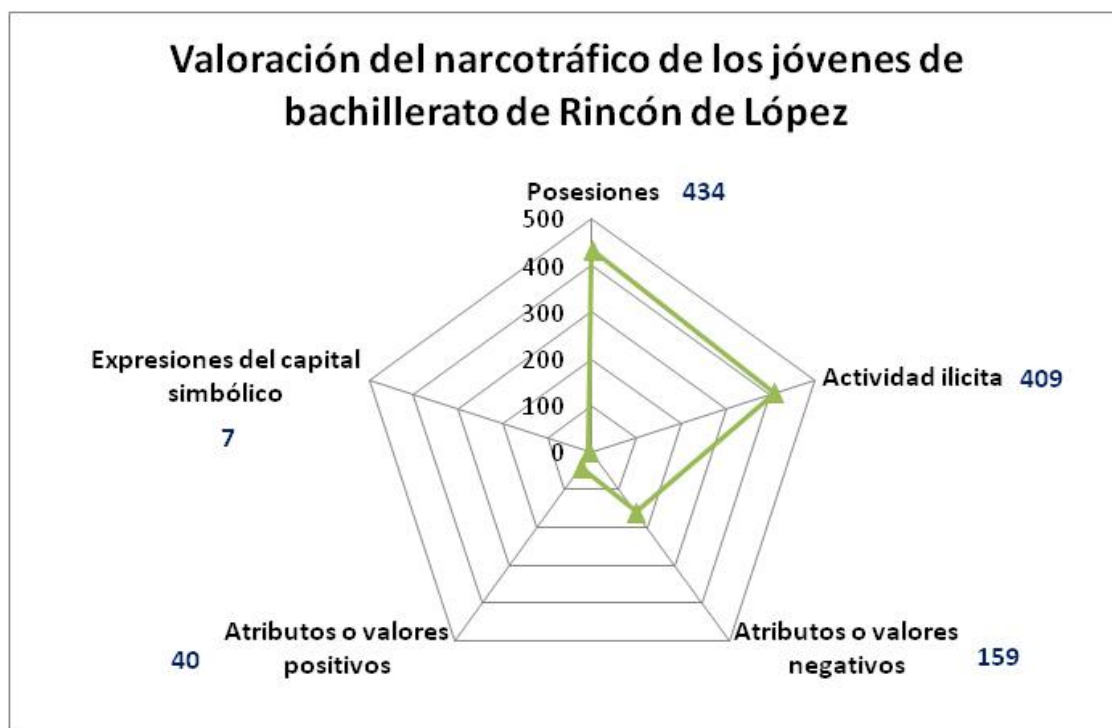 Valoración del narcotráfico de los jóvenes de
bachillerato de Rincón de López
Posesiones 434
500
400
300
200
100
0
Actividad ilicita 409
Atributos o valores
negativos 159
Atributos o valores
positivos
40
Expresiones del capital
simbólico
7